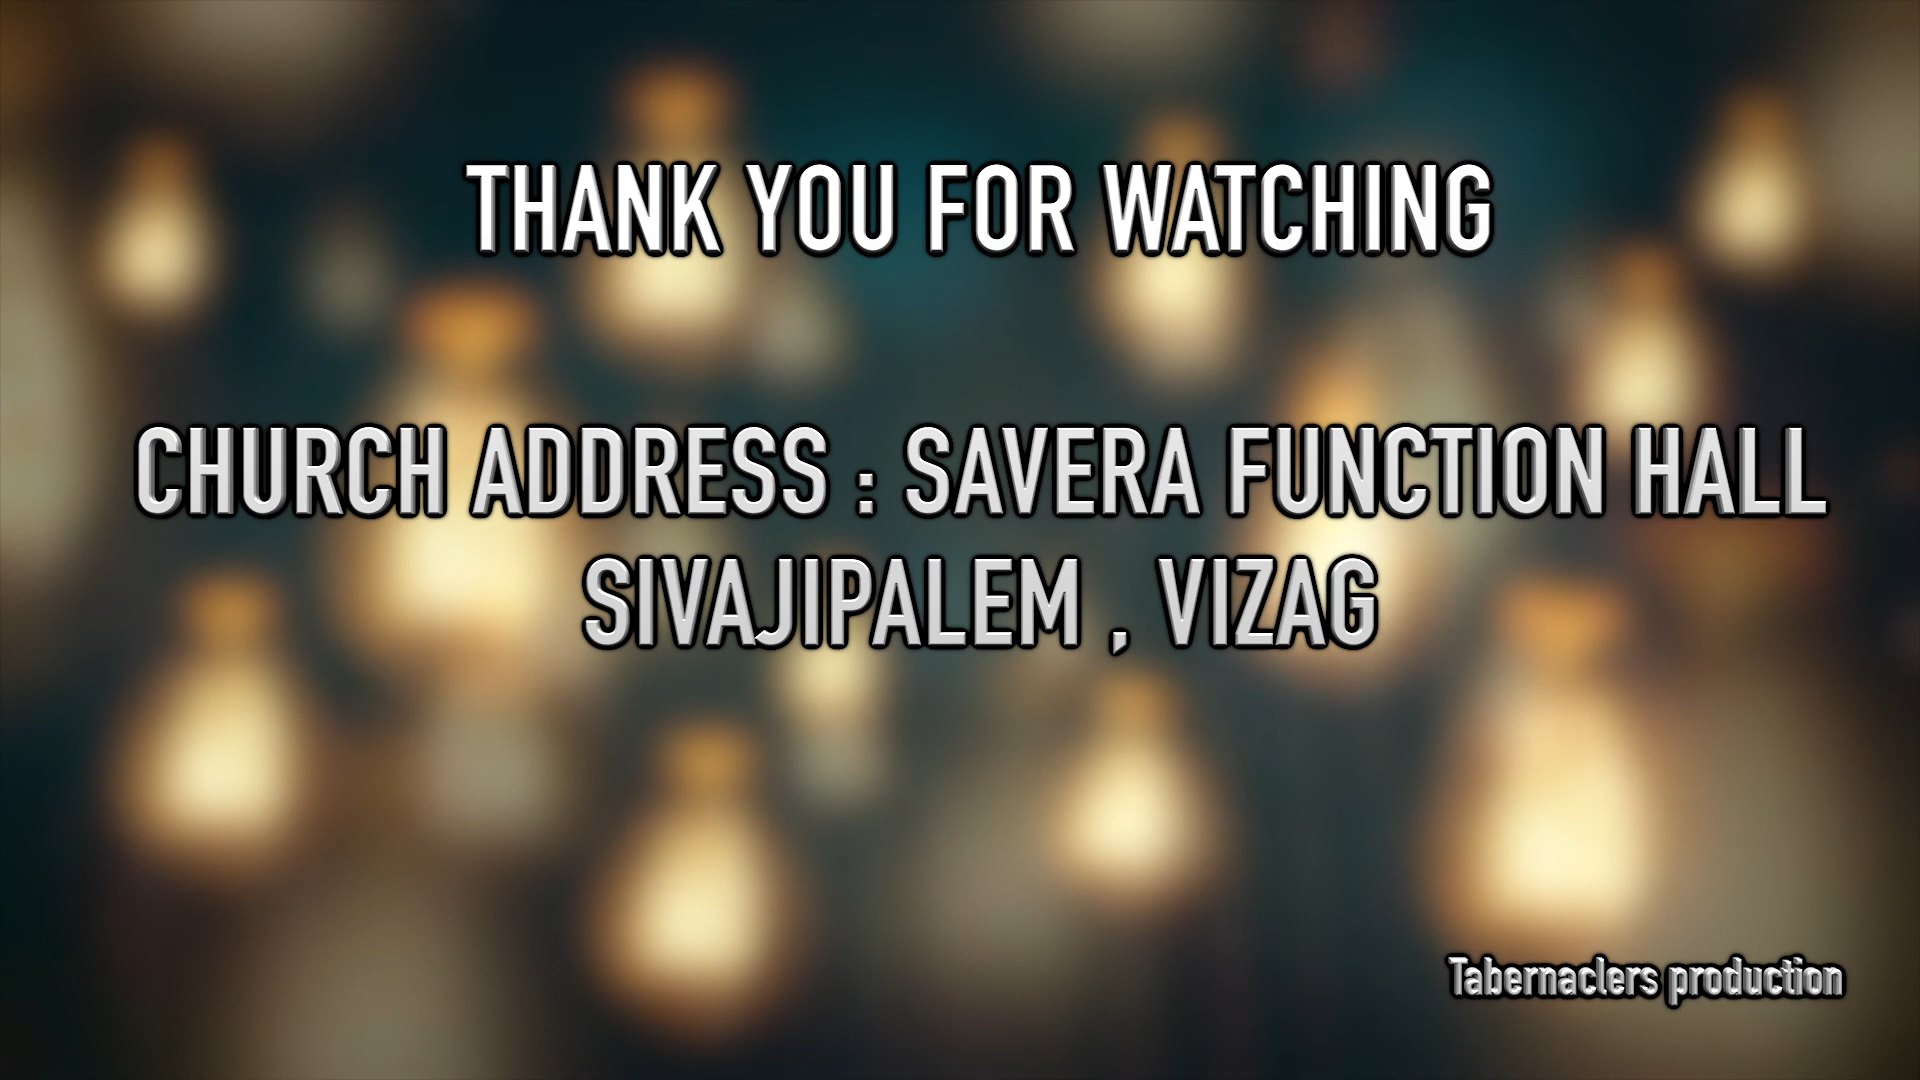 THANK YOU FOR WATCHING
CHURCH ADDRESS : SAVERA FUNCTION HALL
SIVAJIPALEM , VIZAG
Tabernaclers production